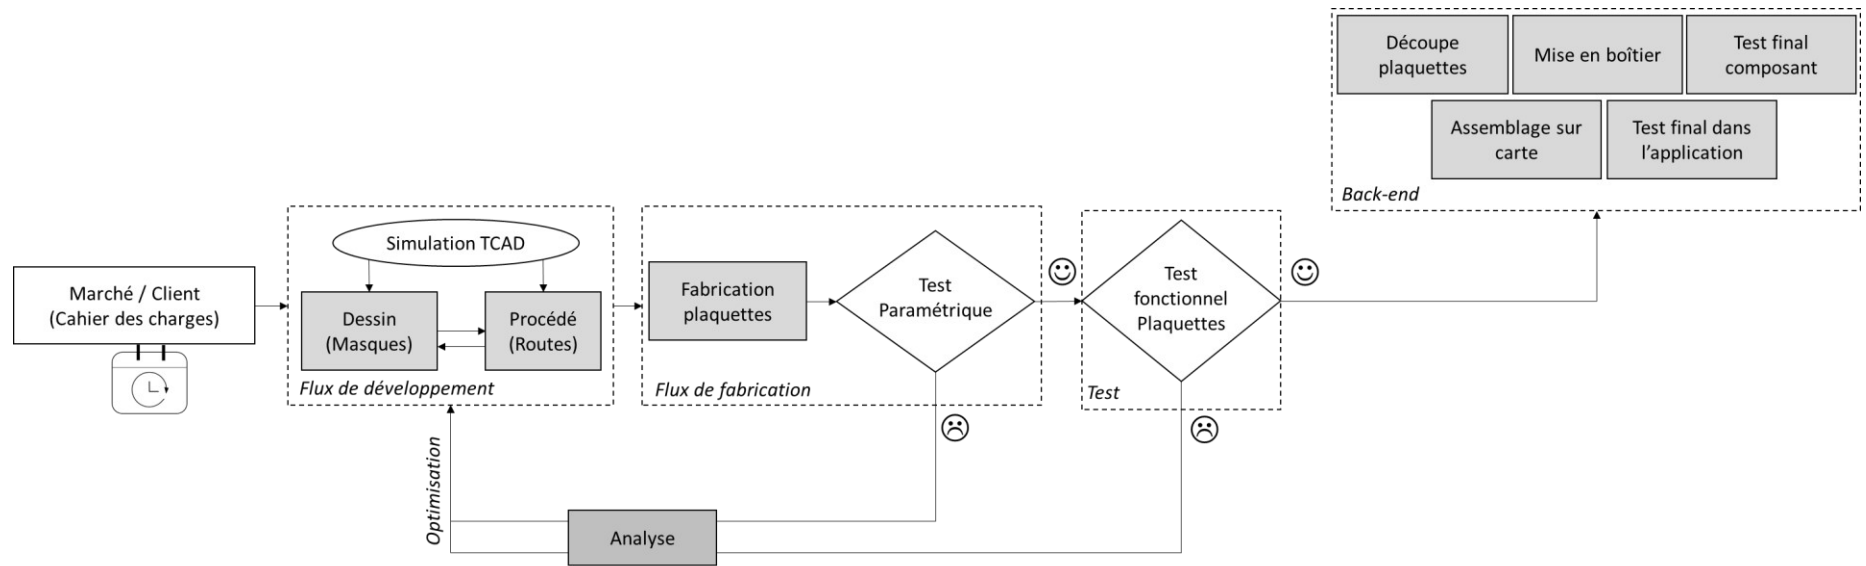 Découpe
plaquettes
Mise en boîtier
Test final
composant
Assemblage sur
carte
Test final dans
l’application
Back-end
Marché / Client
(Cahier des charges)
Simulation TCAD
Dessin
(Masques)
Procédé
(Routes)
Flux de développement
Fabrication
plaquettes
Test
Paramétrique
Flux de fabrication
Test
fonctionnel
Plaquettes
Test
Optimisation
Analyse